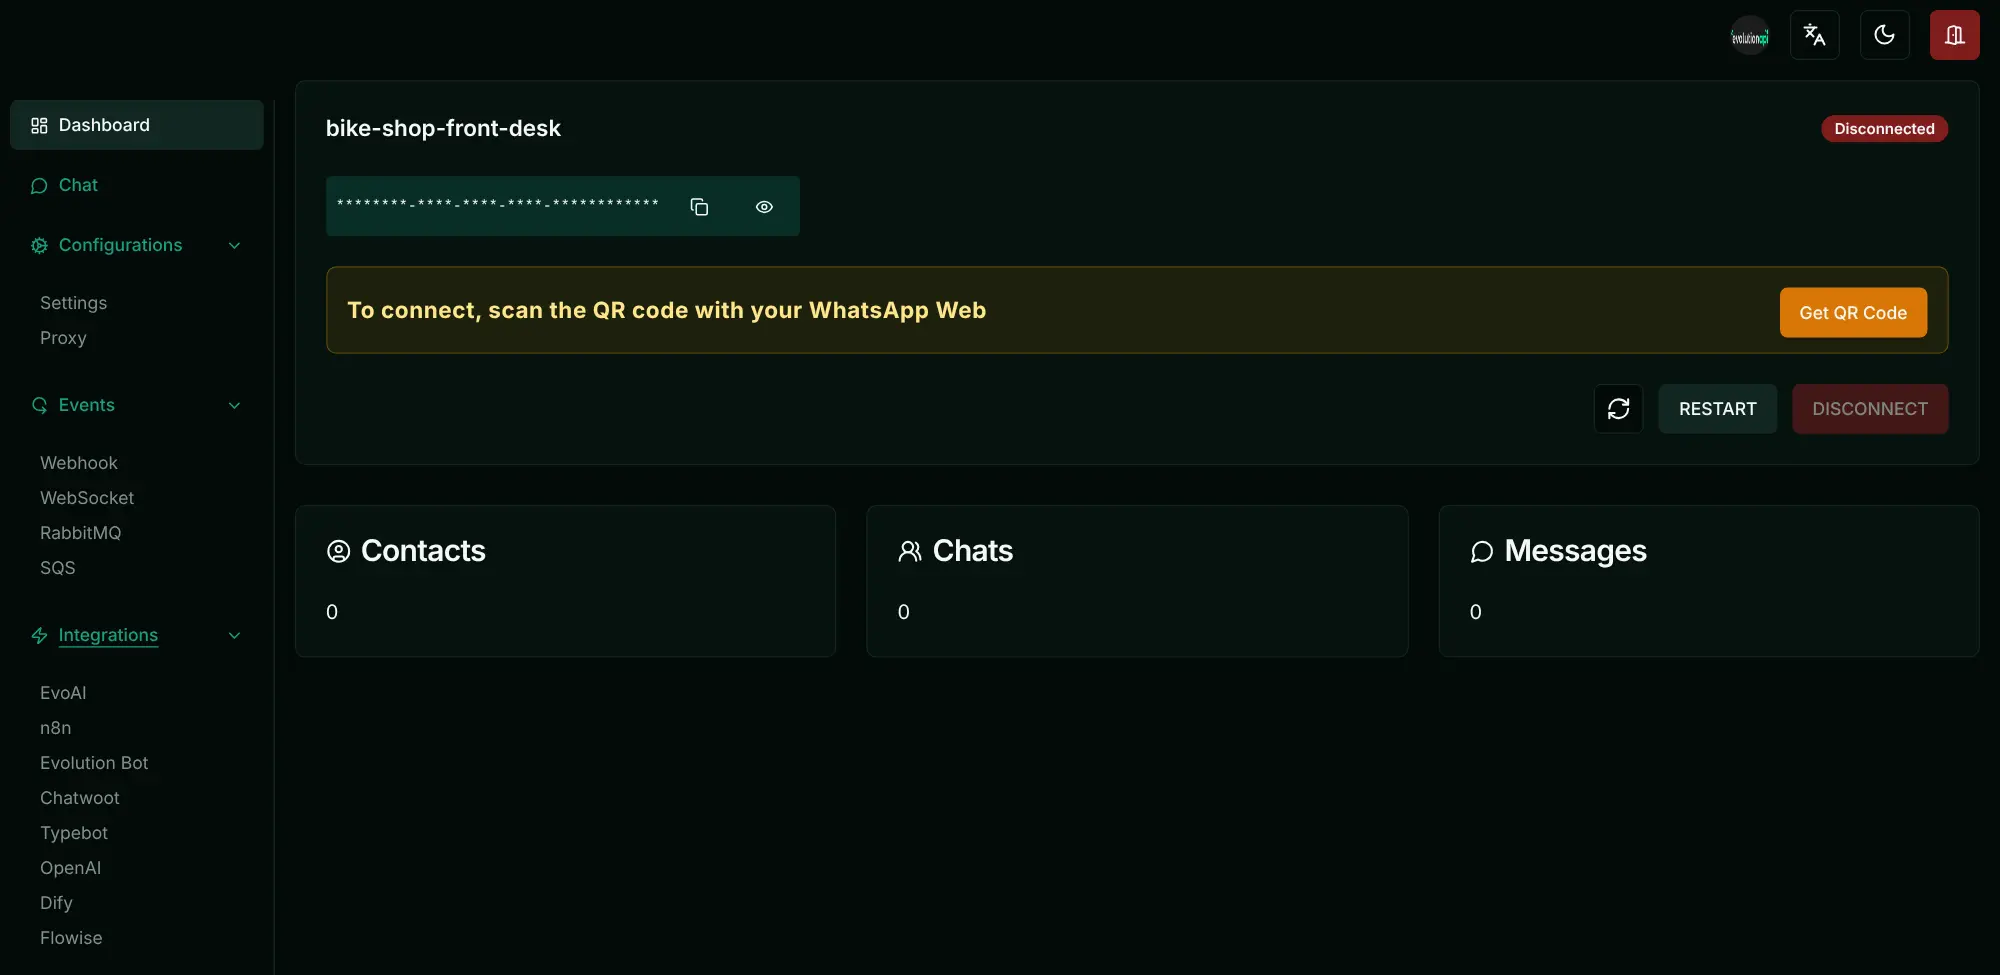 evolutionapi
Dashboard
Chat
Configurations
Settings
Proxy
Events
Webhook
WebSocket
RabbitMQ
SQS
Integrations
EvoAI
n8n
Evolution Bot
Chatwoot
Typebot
OpenAI
Dify
Flowise
bike-shop-front-desk
Disconnected
********-****-****-****-************
To connect, scan the QR code with your WhatsApp Web
Get QR Code
RESTART
DISCONNECT
Contacts
0
Chats
0
Messages
0